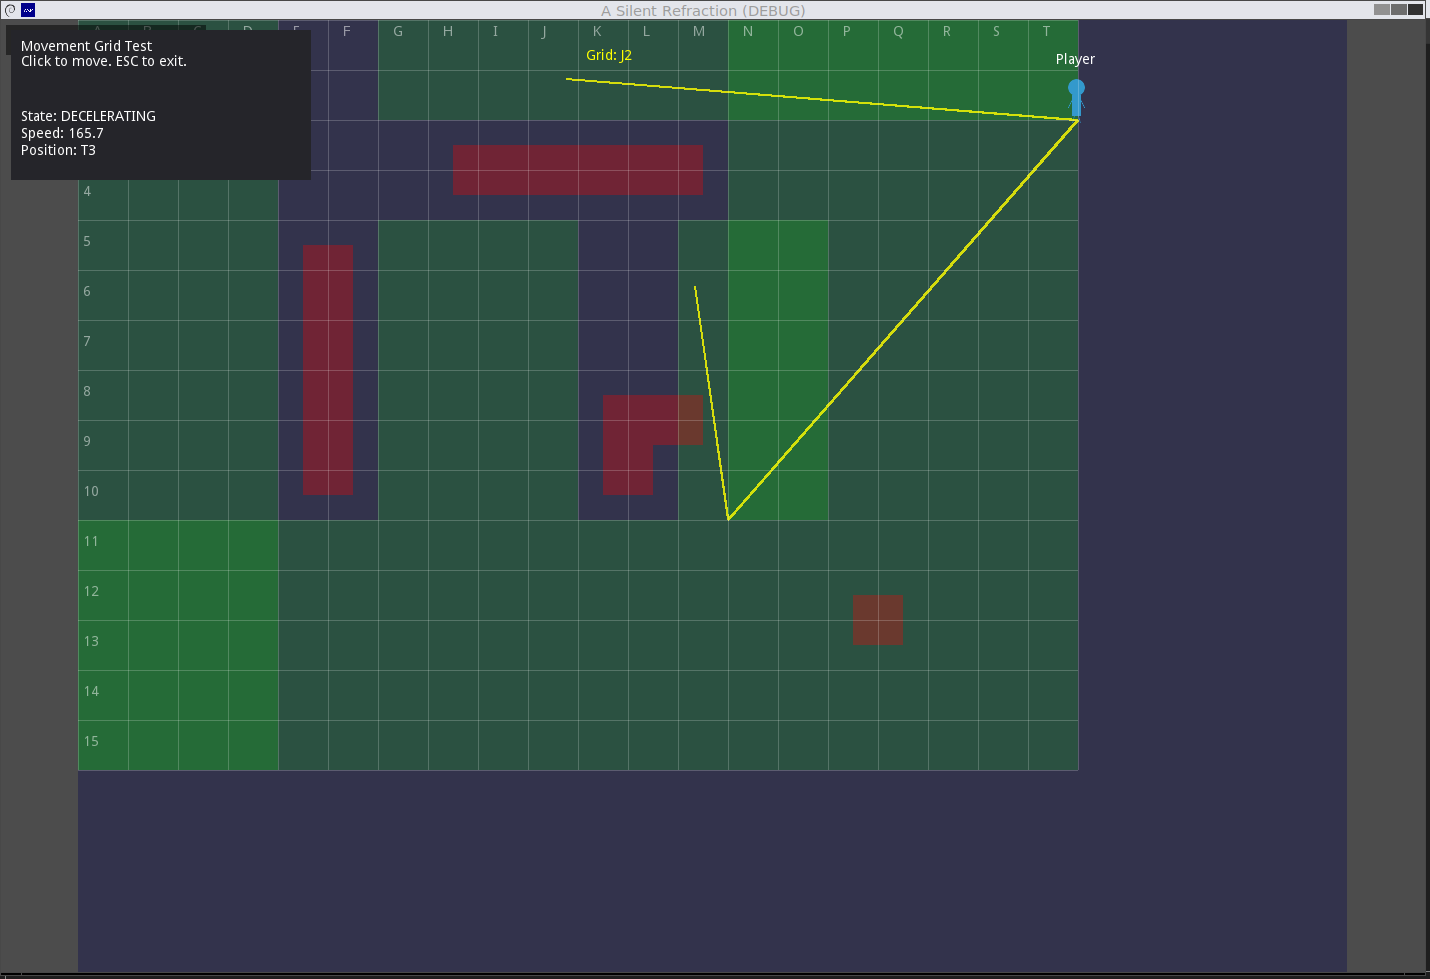 A Silent Refraction (DEBUG)
F G H I J K L M N O P Q R S T
Movement Grid Test
Click to move. ESC to exit.
Grid: J2
Player
State: DECELERATING
Speed: 165.7
Position: T3
4
5
6
7
8
9
10
11
12
13
14
15